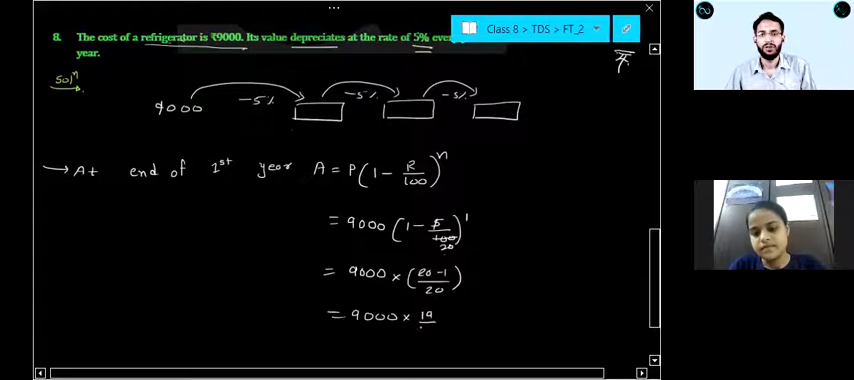 8. The cost of a refrigerator is ₹9000. Its value depreciates at the rate of 5% every
year.
Class 8 > TDS > FT_2
Solⁿ
9000 -5% -5% -5%
→ At end of 1st year A = P(1 - R/100)ⁿ
= 9000 (1 - 5/100)¹
20
= 9000 × (20-1/20)
= 9000 × 19